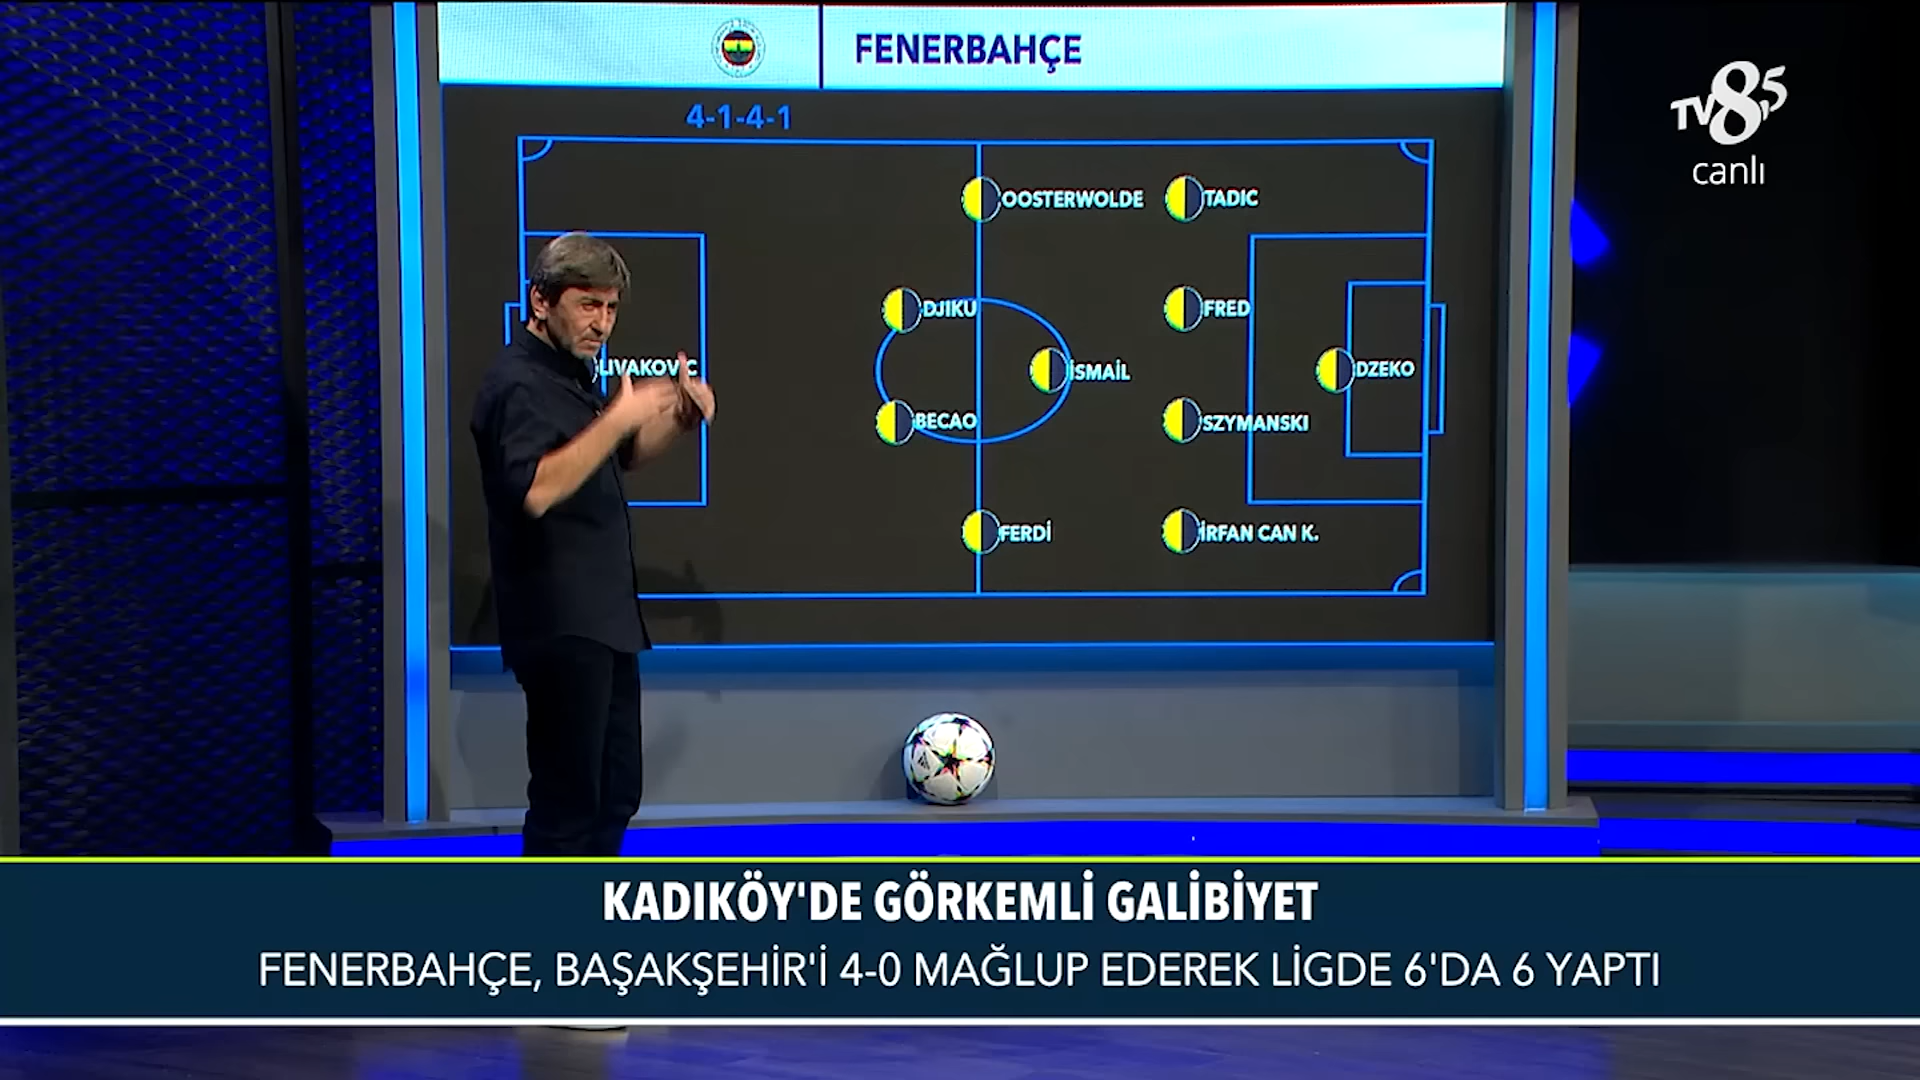 FENERBAHÇE
TV8,5
canlı
4-1-4-1
OOSTERWOLDE
TADIC
DJIKU
FRED
LIVAKOVIC
İSMAİL
DZEKO
BECAO
SZYMANSKI
FERDİ
İRFAN CAN K.
KADIKÖY'DE GÖRKEMLİ GALİBİYET
FENERBAHÇE, BAŞAKŞEHİR'İ 4-0 MAĞLUP EDEREK LİGDE 6'DA 6 YAPTI